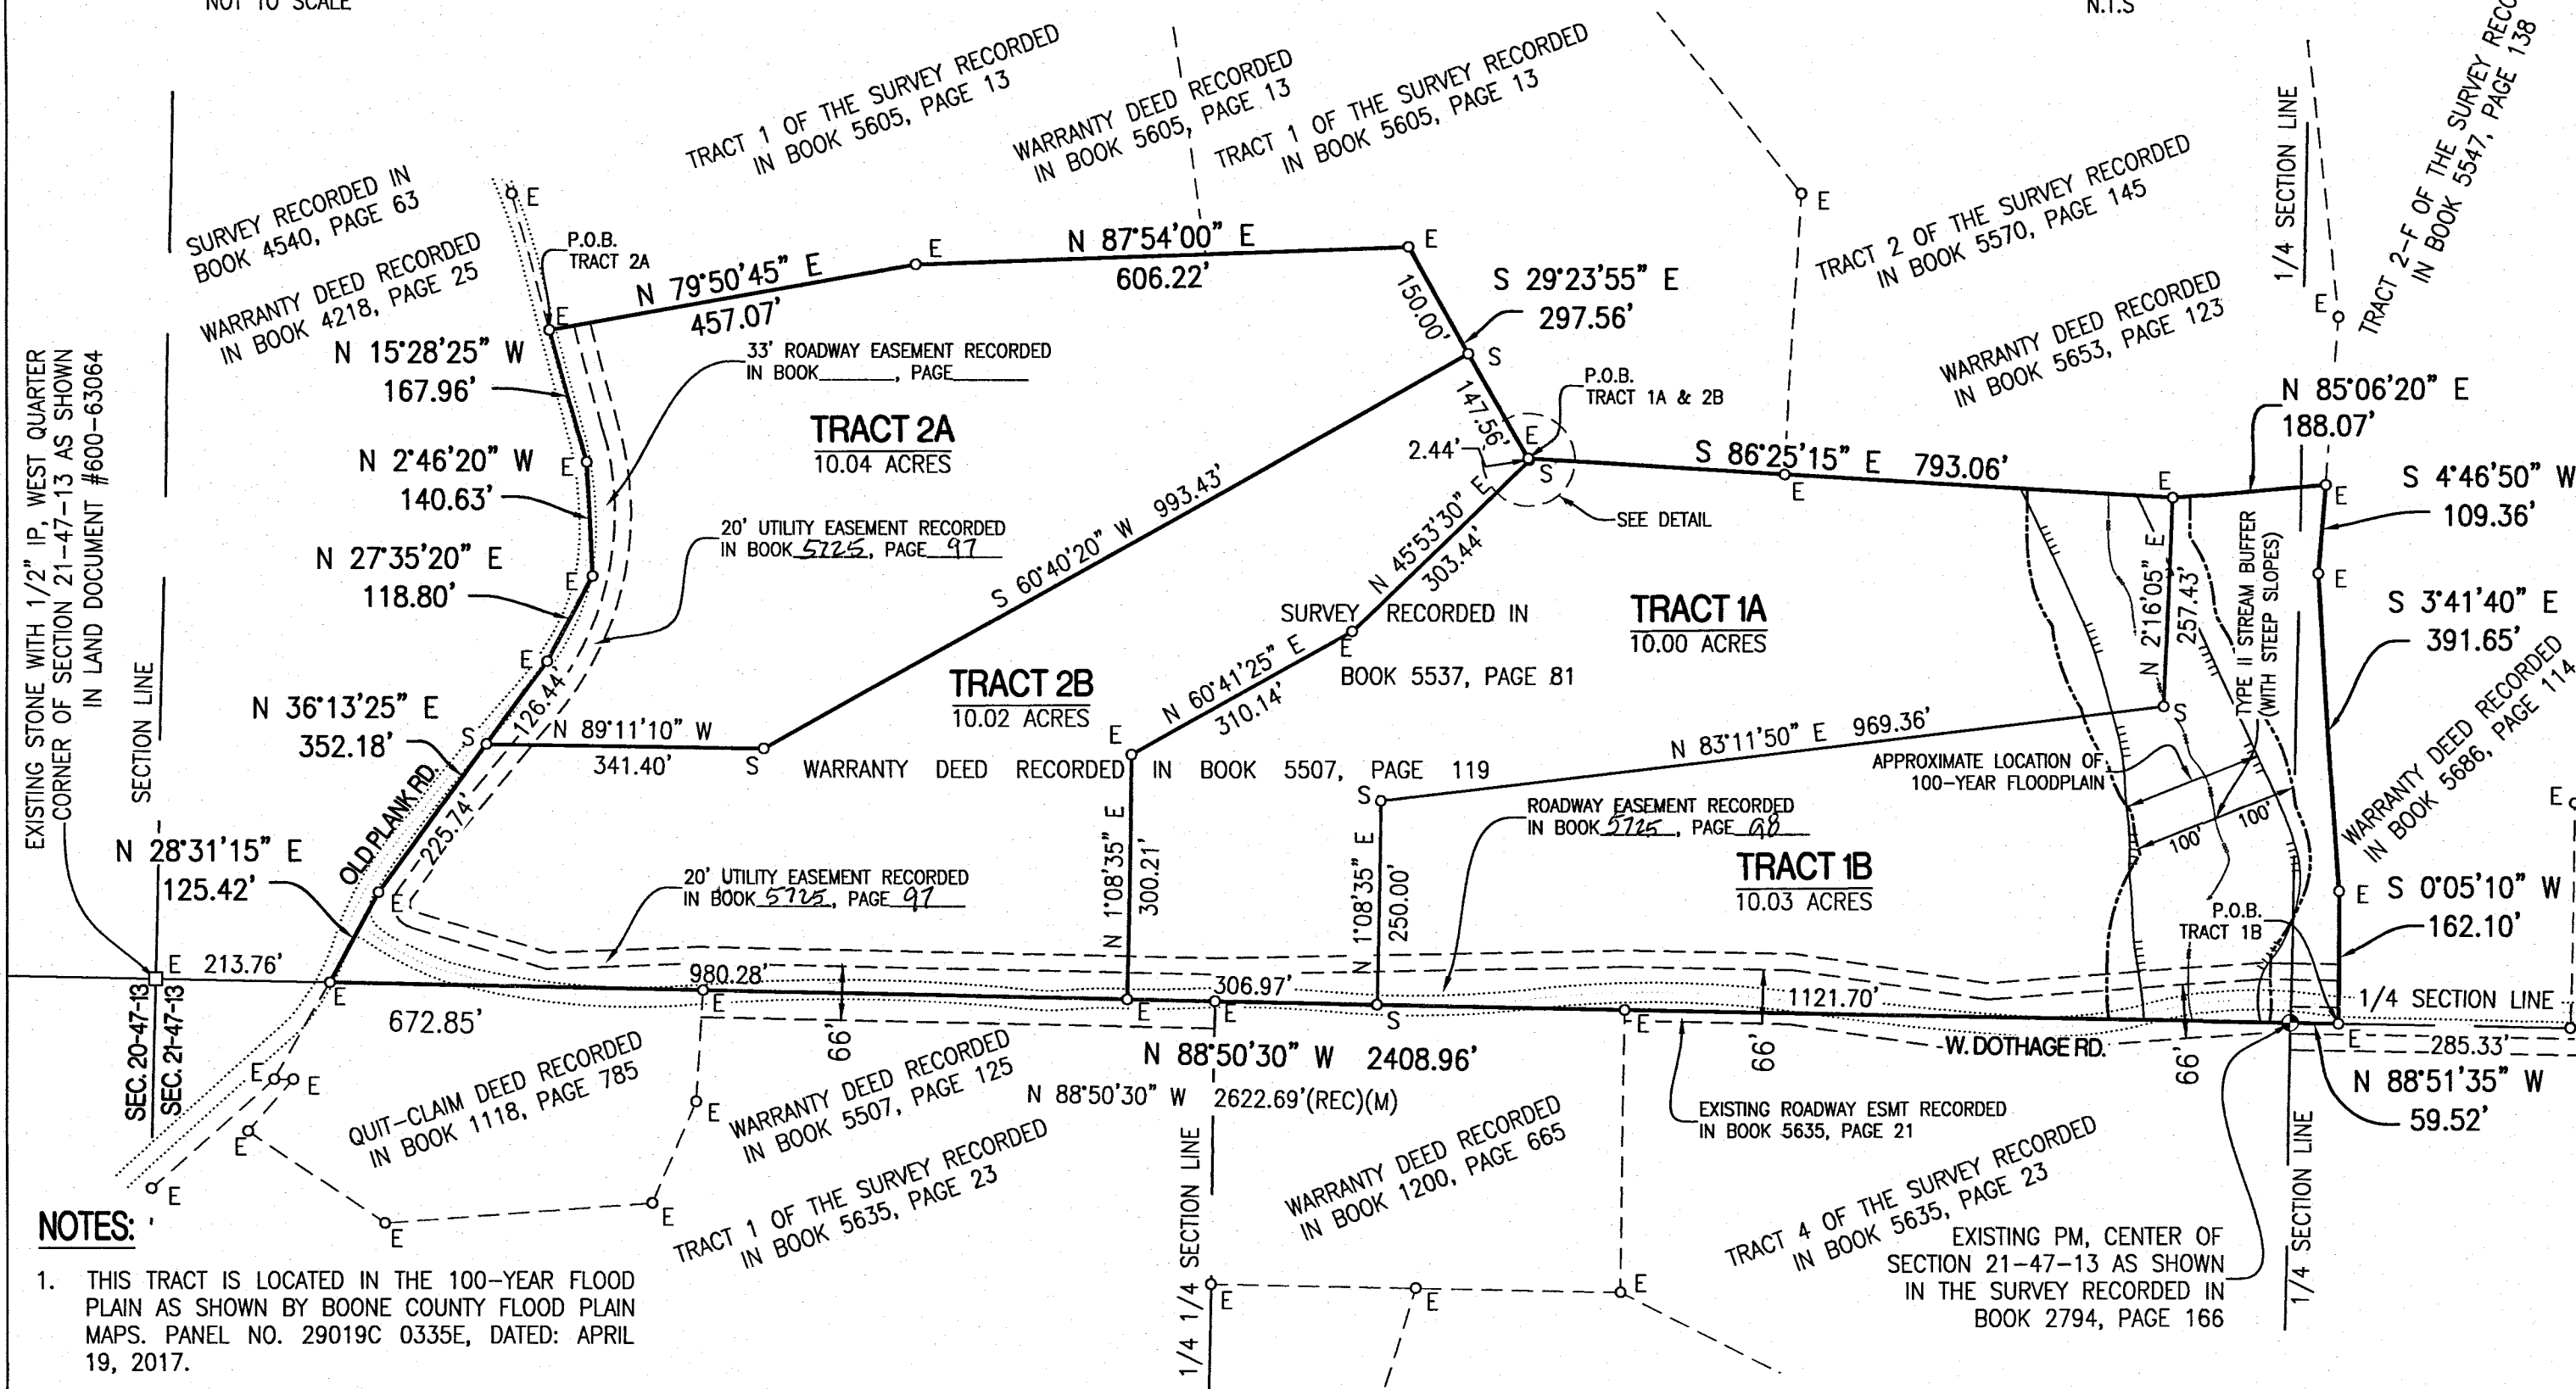 NOT TO SCALE
N.T.S
TRACT 1 OF THE SURVEY RECORDED
IN BOOK 5605, PAGE 13
WARRANTY DEED RECORDED
IN BOOK 5605, PAGE 13
TRACT 1 OF THE SURVEY RECORDED
IN BOOK 5605, PAGE 13
1/4 SECTION LINE
TRACT 2-F OF THE SURVEY
IN BOOK 5547, PAGE 138
SURVEY RECORDED IN
BOOK 4540, PAGE 63
WARRANTY DEED RECORDED
IN BOOK 4218, PAGE 25
E
P.O.B.
TRACT 2A
E
N 79°50'45" E
457.07'
E
N 87°54'00" E
606.22'
E
150.00'
S 29°23'55" E
297.56'
S
147.56'
E
TRACT 2 OF THE SURVEY RECORDED
IN BOOK 5570, PAGE 145
WARRANTY DEED RECORDED
IN BOOK 5653, PAGE 123
E
N 85°06'20" E
188.07'
N 15°28'25" W
167.96'
33' ROADWAY EASEMENT RECORDED
IN BOOK_______, PAGE_______
P.O.B.
TRACT 1A & 2B
E
2.44'
S
SEE DETAIL
S 86°25'15" E 793.06'
E
E
E
S 4°46'50" W
109.36'
EXISTING STONE WITH 1/2" IP, WEST QUARTER
CORNER OF SECTION 21-47-13 AS SHOWN
IN LAND DOCUMENT #600-63064
SECTION LINE
TRACT 2A
10.04 ACRES
N 2°46'20" W
140.63'
E
20' UTILITY EASEMENT RECORDED
IN BOOK 5725, PAGE 97
S 60°40'20" W 993.43'
N 45°53'30" E
303.44'
N 27°35'20" E
118.80'
E
E
S 3°41'40" E
391.65'
SURVEY RECORDED IN
BOOK 5537, PAGE 81
TRACT 1A
10.00 ACRES
N 2°16'05" E
257.43'
TYPE II STREAM BUFFER
(WITH STEEP SLOPES)
E
N 60°41'25" E
310.14'
E
TRACT 2B
10.02 ACRES
E
126.44'
N 36°13'25" E
352.18'
S
N 89°11'10" W
341.40'
S
WARRANTY DEED RECORDED IN BOOK 5507, PAGE 119
E
S
N 83°11'50" E 969.36'
S
APPROXIMATE LOCATION OF
100-YEAR FLOODPLAIN
WARRANTY DEED RECORDED
IN BOOK 5686, PAGE 114
E
OLD PLANK RD.
225.74'
N 28°31'15" E
125.42'
E
20' UTILITY EASEMENT RECORDED
IN BOOK 5725, PAGE 97
N 1°08'35" E
300.21'
N 1°08'35" E
250.00'
ROADWAY EASEMENT RECORDED
IN BOOK 5725, PAGE 98
TRACT 1B
10.03 ACRES
100'
100'
P.O.B.
TRACT 1B
E
S 0°05'10" W
162.10'
E
213.76'
E
SEC. 20-47-13
SEC. 21-47-13
672.85'
980.28'
E
E
306.97'
E
S
E
1121.70'
1/4 SECTION LINE
E
66'
66'
66'
N 88°50'30" W 2408.96'
N 88°50'30" W 2622.69'(REC)(M)
W. DOTHAGE RD.
285.33'
N 88°51'35" W
59.52'
E
E
E
E
QUIT-CLAIM DEED RECORDED
IN BOOK 1118, PAGE 785
E
WARRANTY DEED RECORDED
IN BOOK 5507, PAGE 125
TRACT 1 OF THE SURVEY RECORDED
IN BOOK 5635, PAGE 23
E
E
1/4 1/4 SECTION LINE
WARRANTY DEED RECORDED
IN BOOK 1200, PAGE 665
EXISTING ROADWAY ESMT RECORDED
IN BOOK 5635, PAGE 21
TRACT 4 OF THE SURVEY RECORDED
IN BOOK 5635, PAGE 23
EXISTING PM, CENTER OF
SECTION 21-47-13 AS SHOWN
IN THE SURVEY RECORDED IN
BOOK 2794, PAGE 166
1/4 SECTION LINE
E
E
E
NOTES:
1. THIS TRACT IS LOCATED IN THE 100-YEAR FLOOD
PLAIN AS SHOWN BY BOONE COUNTY FLOOD PLAIN
MAPS. PANEL NO. 29019C 0335E, DATED: APRIL
19, 2017.